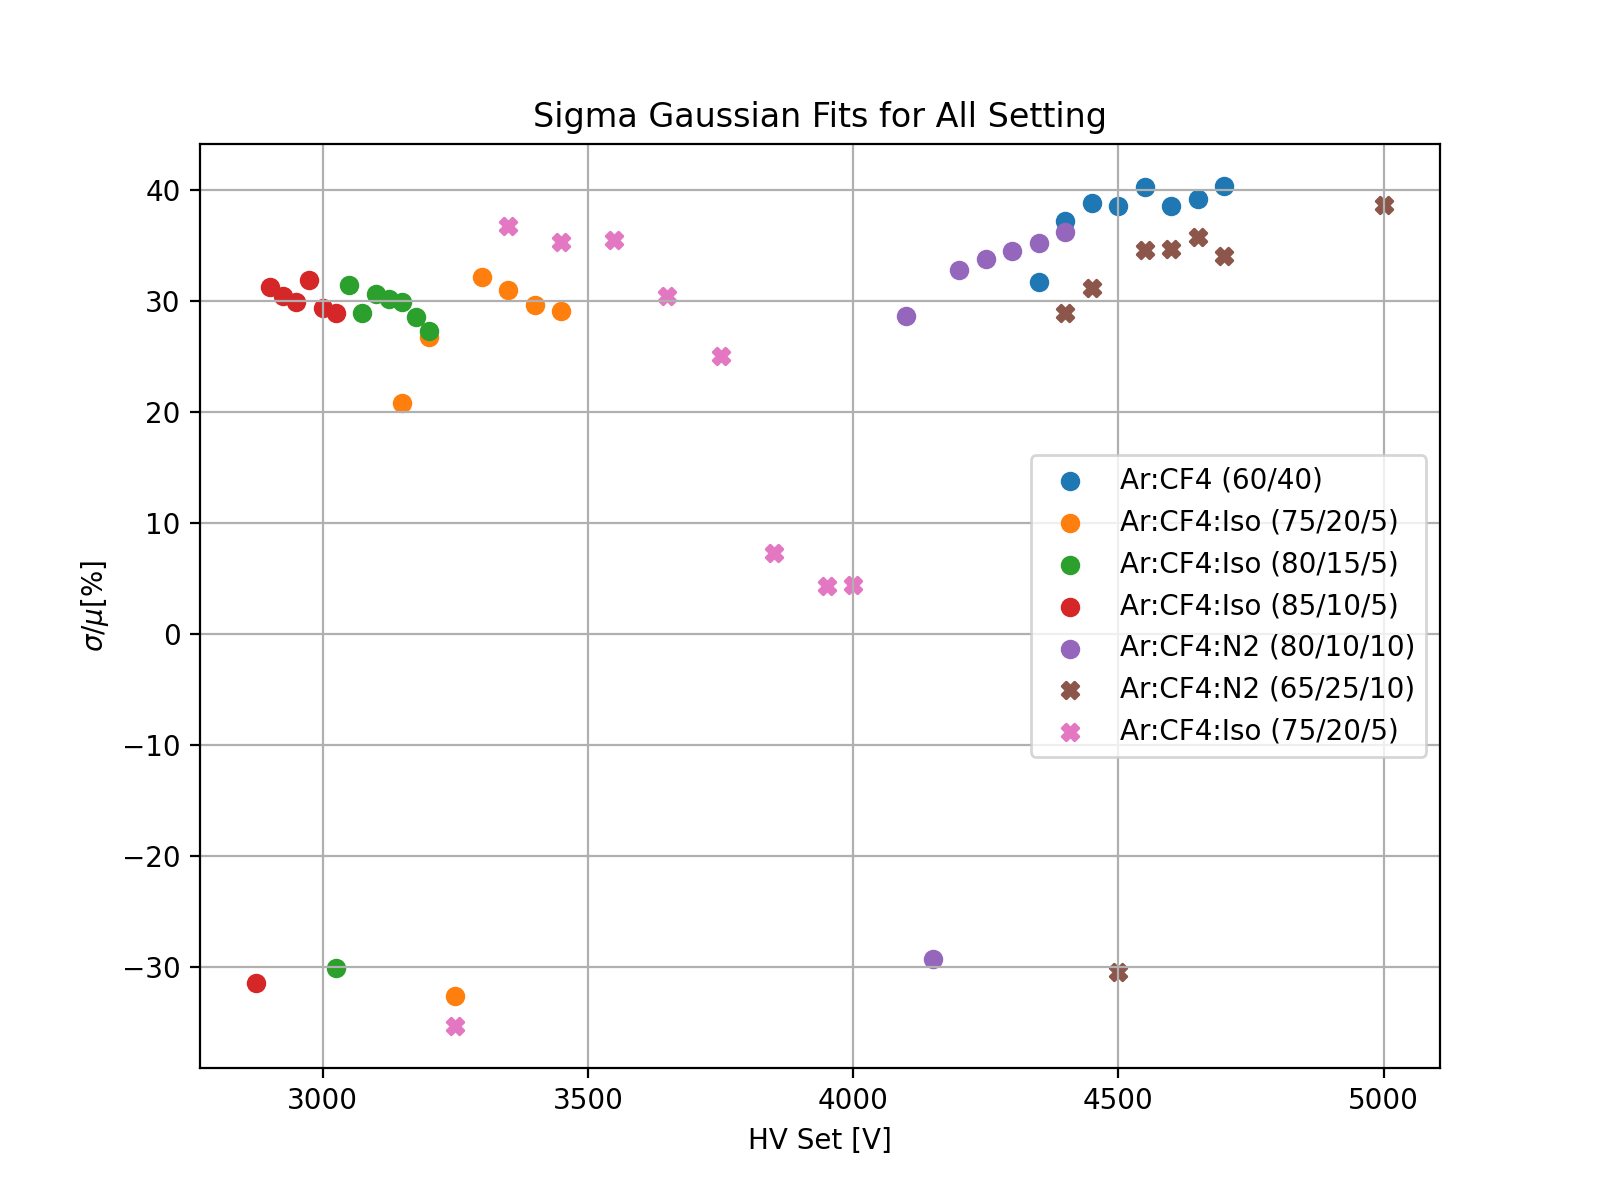 Sigma Gaussian Fits for All Setting
40
30
20
10
0
−10
−20
−30
σ/μ[%]
Ar:CF4 (60/40)
Ar:CF4:Iso (75/20/5)
Ar:CF4:Iso (80/15/5)
Ar:CF4:Iso (85/10/5)
Ar:CF4:N2 (80/10/10)
Ar:CF4:N2 (65/25/10)
Ar:CF4:Iso (75/20/5)
3000 3500 4000 4500 5000
HV Set [V]